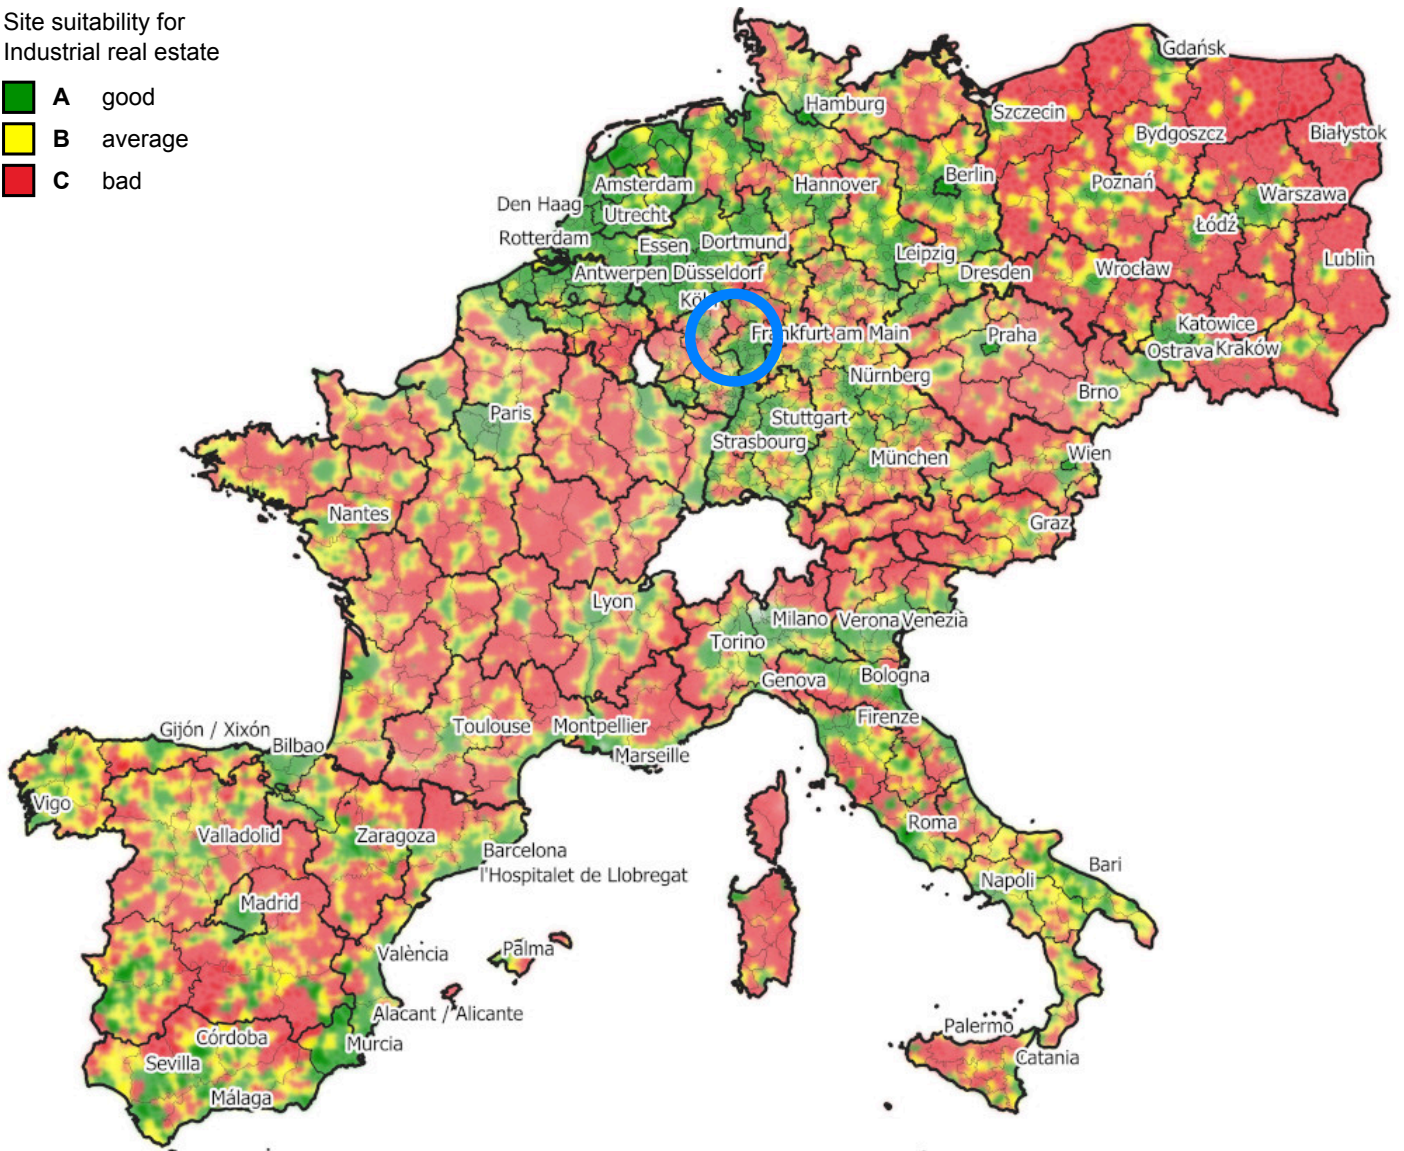 Site suitability for
Industrial real estate
A good
B average
C bad
Gdańsk
Hamburg
Szczecin
Bydgoszcz
Białystok
Amsterdam
Hannover
Berlin
Poznań
Warszawa
Den Haag
Utrecht
Łódź
Rotterdam
Essen
Dortmund
Leipzig
Lublin
Antwerpen
Düsseldorf
Dresden
Wrocław
Frankfurt am Main
Praha
Katowice
Ostrava
Kraków
Nürnberg
Brno
Paris
Stuttgart
Strasbourg
München
Wien
Nantes
Graz
Lyon
Milano
Verona
Venezia
Torino
Genova
Bologna
Firenze
Gijón / Xixón
Bilbao
Toulouse
Montpellier
Marseille
Vigo
Valladolid
Zaragoza
Roma
Barcelona
l'Hospitalet de Llobregat
Bari
Napoli
Madrid
València
Palma
Alacant / Alicante
Palermo
Córdoba
Murcia
Catania
Sevilla
Málaga